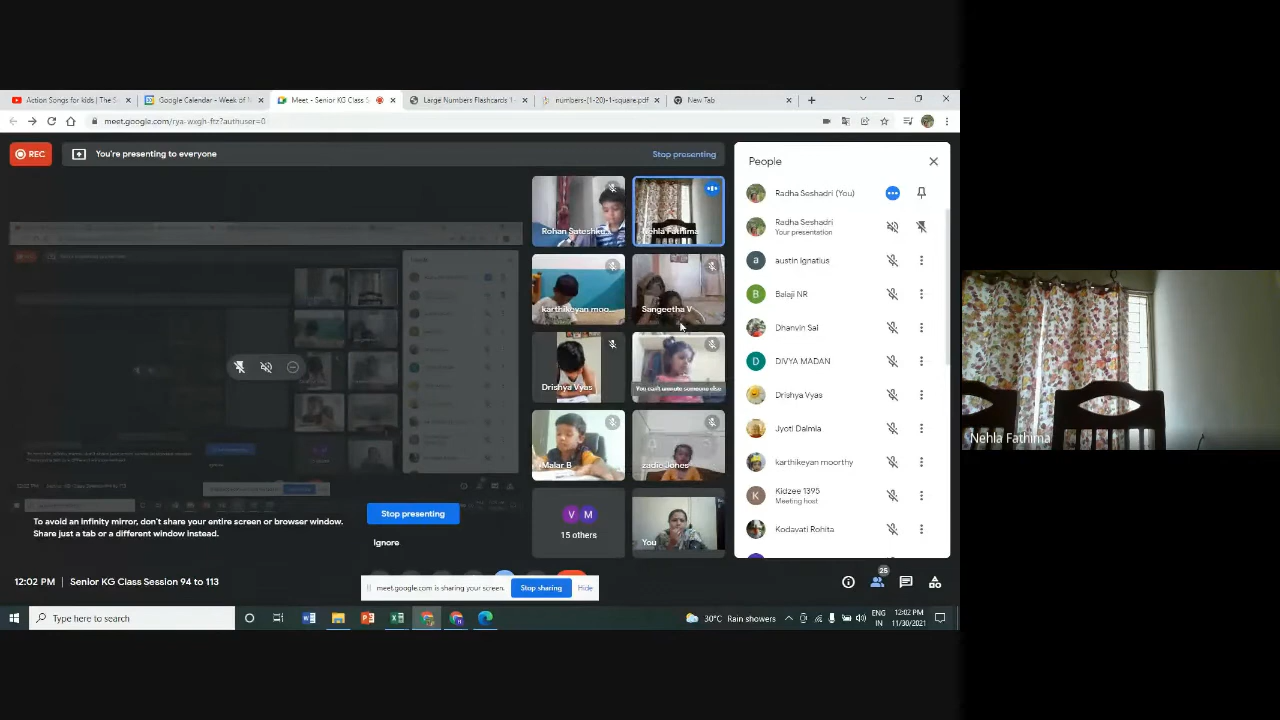 Action Songs for kids | The S
Google Calendar - Week of N
Meet - Senior KG Class S
Large Numbers Flashcards 1-
numbers-(1-20)-1-square.pdf
New Tab
meet.google.com/rya-wxgh-ftz?authuser=0
REC
You're presenting to everyone
Stop presenting
People
Rohan Sateshku
Nehla Fathima
karthikeyan moo...
Sangeetha V
Drishya Vyas
You can't unmute someone else
Malar B
zadie Jones
V M
15 others
You
Radha Seshadri (You)
Radha Seshadri
Your presentation
a
austin Ignatius
B
Balaji NR
Dhanvin Sai
D
DIVYA MADAN
Drishya Vyas
Jyoti Dalmia
karthikeyan moorthy
K
Kidzee 1395
Meeting host
Kodavati Rohita
Nehla Fathima
To avoid an infinity mirror, don't share your entire screen or browser window.
Share just a tab or a different window instead.
Stop presenting
Ignore
12:02 PM | Senior KG Class Session 94 to 113
meet.google.com is sharing your screen.
Stop sharing
Hide
25
Type here to search
30°C Rain showers
ENG
IN
12:02 PM
11/30/2021